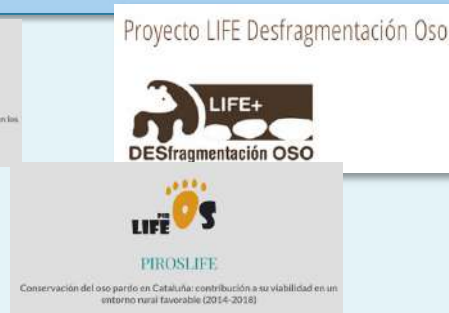 Proyecto LIFE Desfragmentación Oso
LIFE+
DESfragmentación OSO
n los
PIR
LIFE OS
PIROSLIFE
Conservación del oso pardo en Cataluña: contribución a su viabilidad en un
entorno rural favorable (2014-2018)